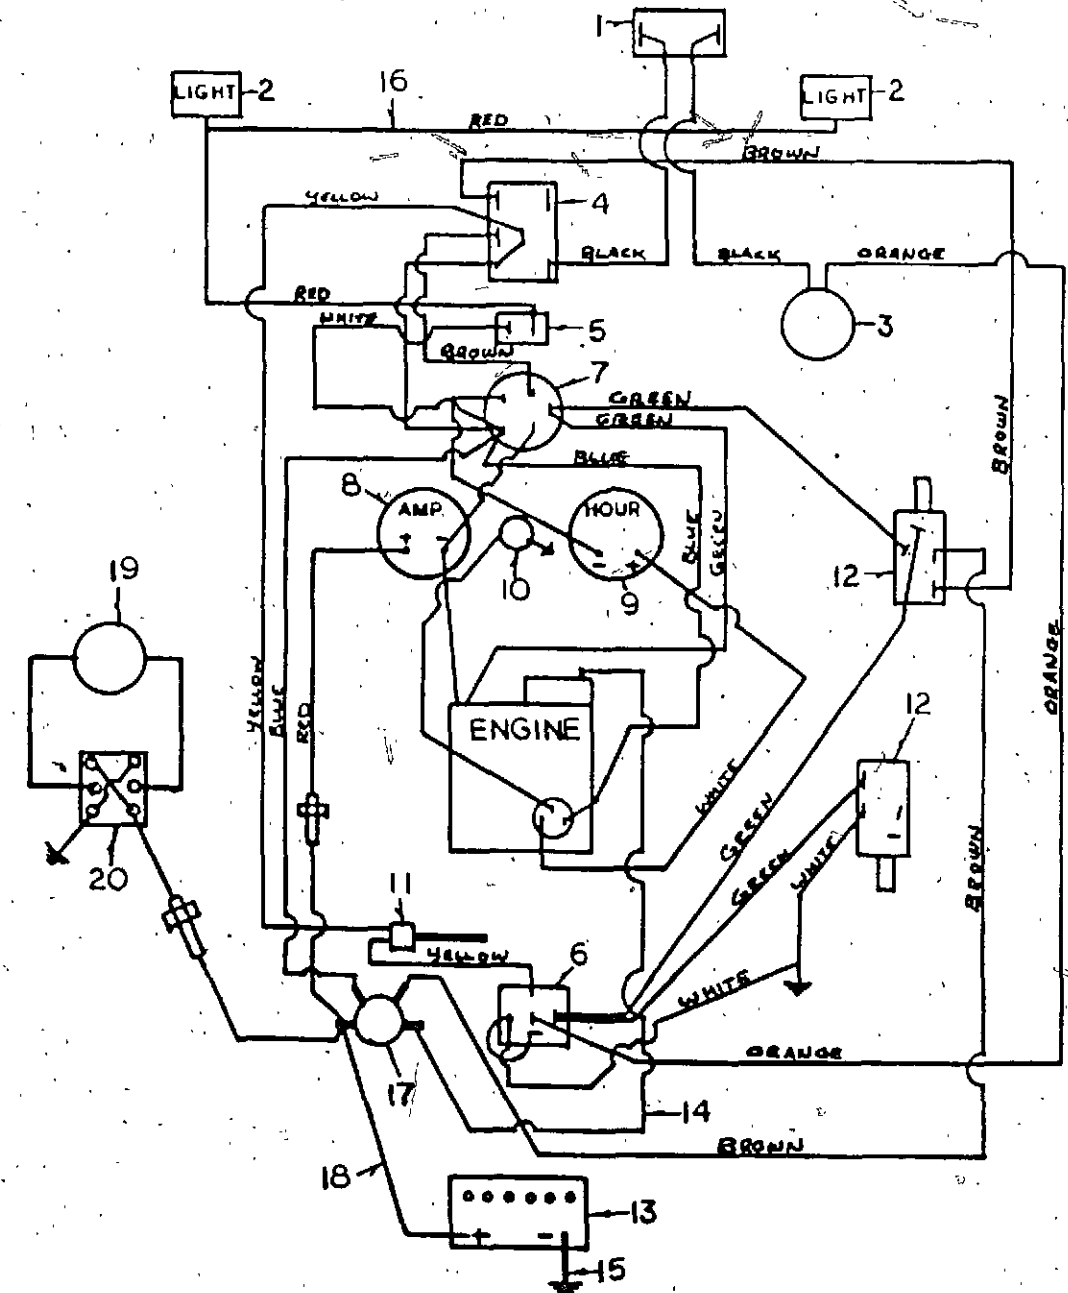 1
LIGHT
2
16
LIGHT
2
RED
BROWN
YELLOW
4
BLACK
BLACK
ORANGE
RED
WHITE
5
3
BROWN
7
GREEN
GREEN
BROWN
BLUE
8
AMP.
HOUR
BLUE
GREEN
+
-
-
+
10
9
12
19
ORANGE
YELLOW
BLUE
RED
12
ENGINE
WHITE
GREEN
GREEN
WHITE
BROWN
20
11
YELLOW
6
WHITE
ORANGE
17
14
BROWN
18
13
+
-
15